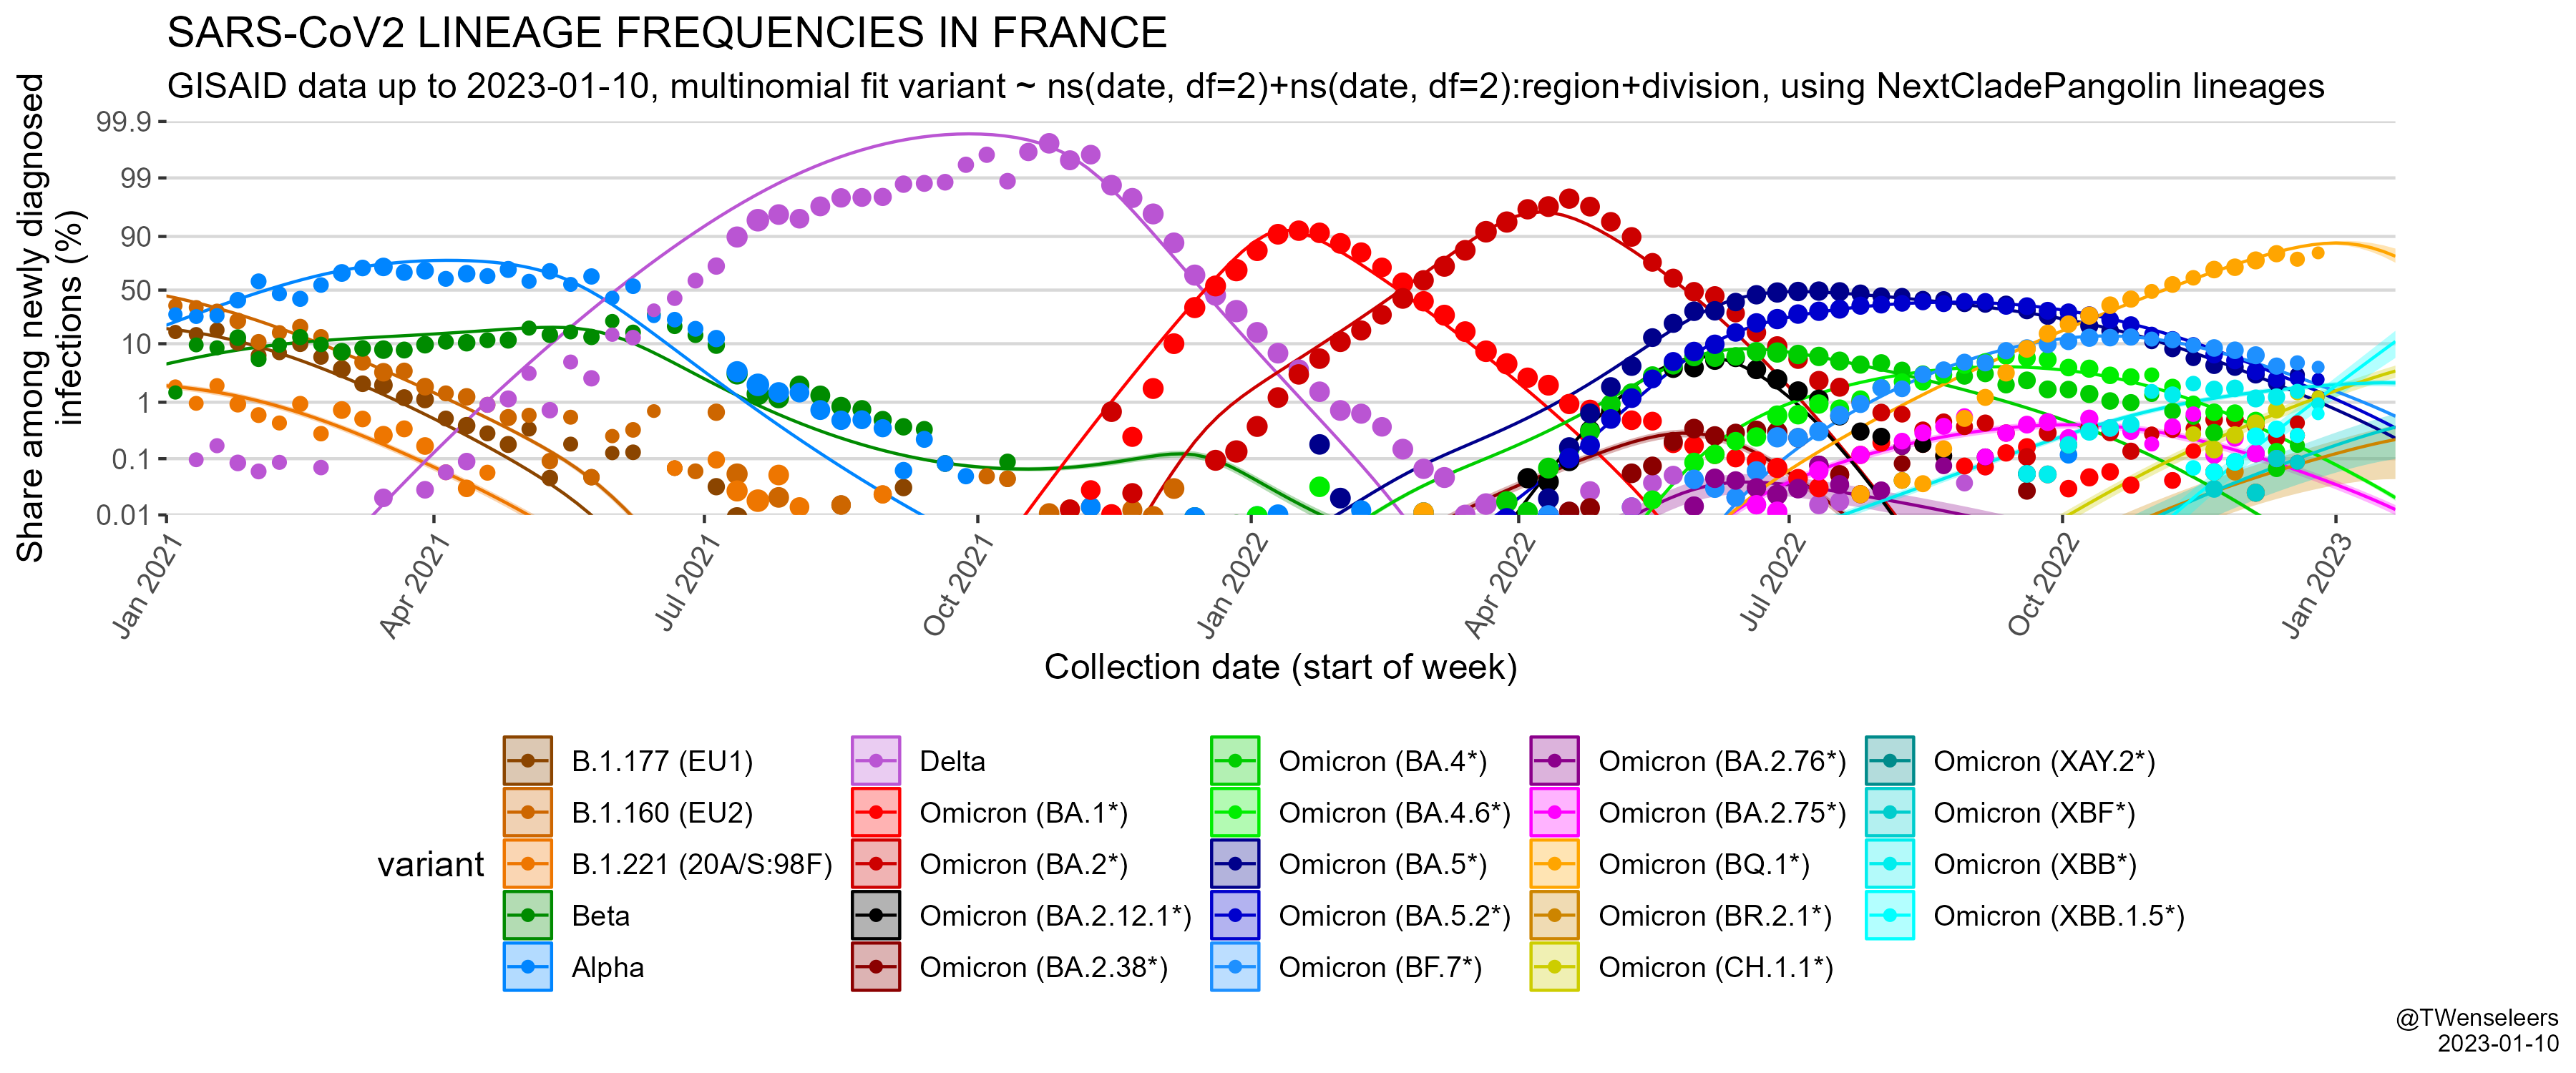 SARS-CoV2 LINEAGE FREQUENCIES IN FRANCE
GISAID data up to 2023-01-10, multinomial fit variant ~ ns(date, df=2)+ns(date, df=2):region+division, using NextCladePangolin lineages
Share among newly diagnosed
infections (%)
99.9
99
90
50
10
1
0.1
0.01
Jan 2021
Apr 2021
Jul 2021
Oct 2021
Jan 2022
Apr 2022
Jul 2022
Oct 2022
Jan 2023
Collection date (start of week)
variant
B.1.177 (EU1)
B.1.160 (EU2)
B.1.221 (20A/S:98F)
Beta
Alpha
Delta
Omicron (BA.1*)
Omicron (BA.2*)
Omicron (BA.2.12.1*)
Omicron (BA.2.38*)
Omicron (BA.4*)
Omicron (BA.4.6*)
Omicron (BA.5*)
Omicron (BA.5.2*)
Omicron (BF.7*)
Omicron (BA.2.76*)
Omicron (BA.2.75*)
Omicron (BQ.1*)
Omicron (BR.2.1*)
Omicron (CH.1.1*)
Omicron (XAY.2*)
Omicron (XBF*)
Omicron (XBB*)
Omicron (XBB.1.5*)
@TWenseleers
2023-01-10